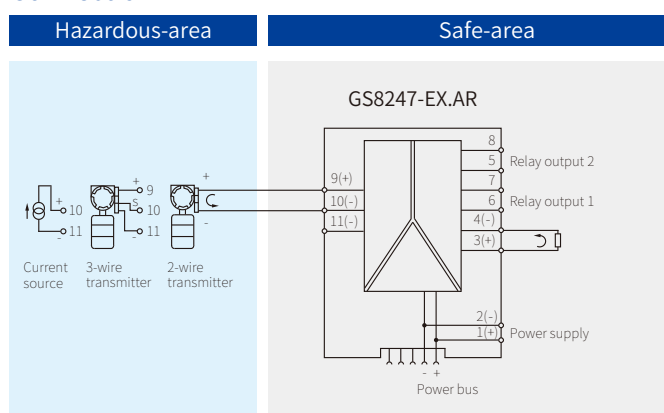 Hazardous-area
Safe-area
GS8247-EX.AR
8
5
Relay output 2
7
6
Relay output 1
4(-)
3(+)
9(+)
10(-)
11(-)
+
-
+
10
11
-
+
9
S
10
11
-
Current
source
3-wire
transmitter
2-wire
transmitter
2(-)
1(+)
Power supply
- +
Power bus